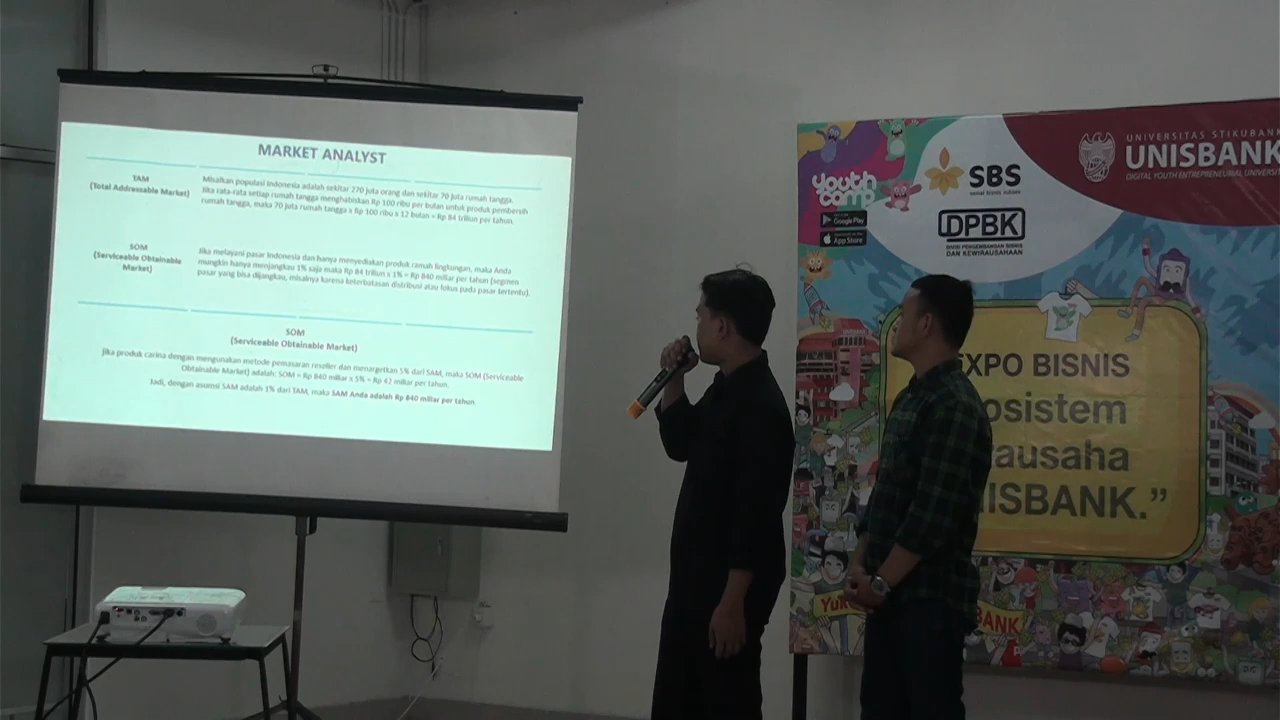 MARKET ANALYST
TAM
(Total Addressable Market)
Misalkan populasi Indonesia adalah sekitar 270 juta orang dan sekitar 70 juta rumah tangga.
Jika rata-rata setiap rumah tangga menghabiskan Rp 100 ribu per bulan untuk produk pembersih
rumah tangga, maka 70 juta rumah tangga x Rp 100 ribu x 12 bulan = Rp 84 triliun per tahun.
SOM
(Serviceable Obtainable
Market)
Jika melayani pasar Indonesia dan hanya menyediakan produk ramah lingkungan, maka Anda
mungkin hanya menjangkau 1% saja maka Rp 84 triliun x 1% = Rp 840 miliar per tahun (segmen
pasar yang bisa dijangkau, misalnya karena keterbatasan distribusi atau fokus pada pasar tertentu).
SOM
(Serviceable Obtainable Market)
Jika produk carina dengan mengunakan metode pemasaran reseller dan menargetkan 5% dari SAM, maka SOM (Serviceable
Obtainable Market) adalah: SOM = Rp 840 miliar x 5% = Rp 42 miliar per tahun.
Jadi, dengan asumsi SAM adalah 1% dari TAM, maka SAM Anda adalah Rp 840 miliar per tahun.
youth
camp
Google Play
App Store
SBS
DPBK
DIVISI PENGEMBANGAN BISNIS
DAN KEWIRAUSAHAAN
UNIVERSITAS STIKUBANK
UNISBANK
DIGITAL YOUTH ENTREPRENEURIAL UNIVERSIT
EXPO BISNIS
osistem
rausaha
NISBANK.”
YUK
BANK